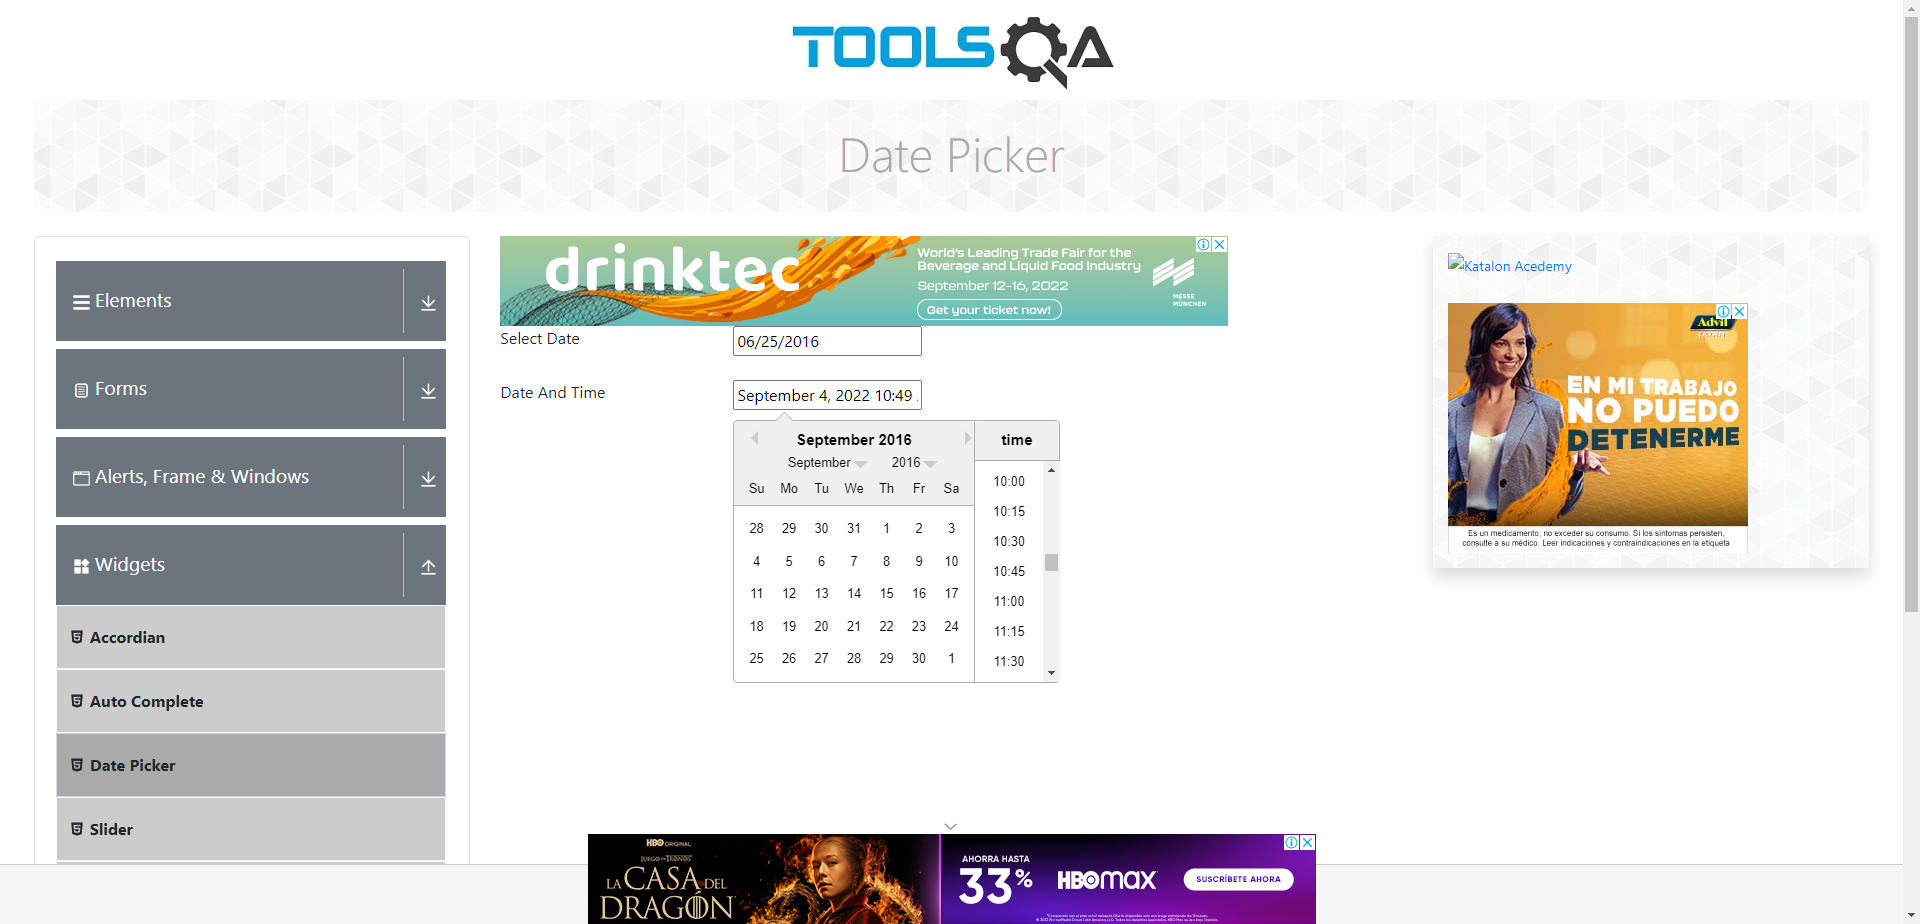 TOOLSQA
Date Picker
Elements
Forms
Alerts, Frame & Windows
Widgets
Accordian
Auto Complete
Date Picker
Slider
drinktec
World's Leading Trade Fair for the
Beverage and Liquid Food Industry
September 12-16, 2022
Get your ticket now!
MESSE
MÜNCHEN
Select Date
06/25/2016
Date And Time
September 4, 2022 10:49
September 2016
September 2016
Su Mo Tu We Th Fr Sa
28 29 30 31 1 2 3
4 5 6 7 8 9 10
11 12 13 14 15 16 17
18 19 20 21 22 23 24
25 26 27 28 29 30 1
time
10:00
10:15
10:30
10:45
11:00
11:15
11:30
Katalon Acedemy
Advil
EN MI TRABAJO
NO PUEDO
DETENERME
Es un medicamento, no exceder su consumo. Si los síntomas persisten,
consulte a su médico. Leer indicaciones y contraindicaciones en la etiqueta
HBO ORIGINAL
JUEGO DE TRONOS
LA CASA DEL
DRAGÓN
AHORRA HASTA
33%
HBOMAX
SUSCRÍBETE AHORA